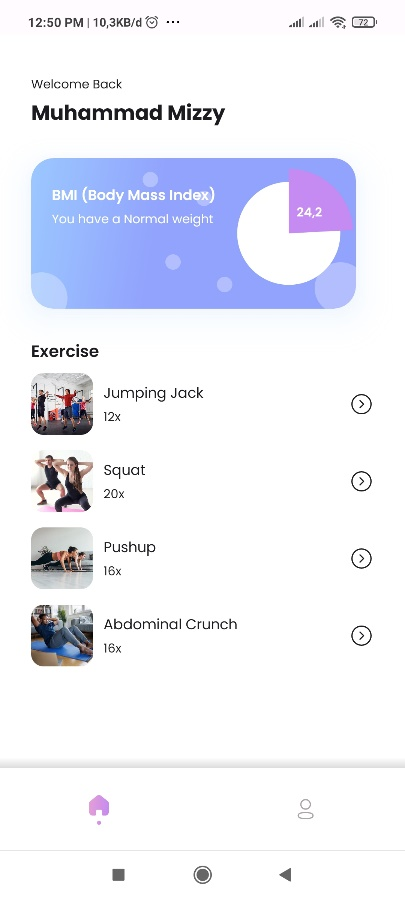 12:50 PM | 10,3KB/d ... 72
Welcome Back
Muhammad Mizzy
BMI (Body Mass Index)
You have a Normal weight
24,2
Exercise
Jumping Jack
12x
Squat
20x
Pushup
16x
Abdominal Crunch
16x